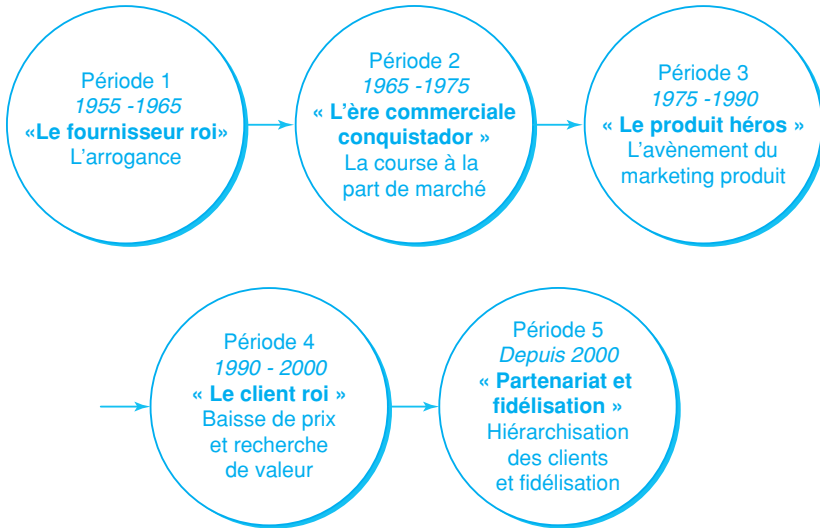 Période 1
1955 -1965
«Le fournisseur roi»
L'arrogance
Période 2
1965 -1975
« L'ère commerciale
conquistador »
La course à la
part de marché
Période 3
1975 -1990
« Le produit héros »
L'avènement du
marketing produit
Période 4
1990 - 2000
« Le client roi »
Baisse de prix
et recherche
de valeur
Période 5
Depuis 2000
« Partenariat et
fidélisation »
Hiérarchisation
des clients
et fidélisation